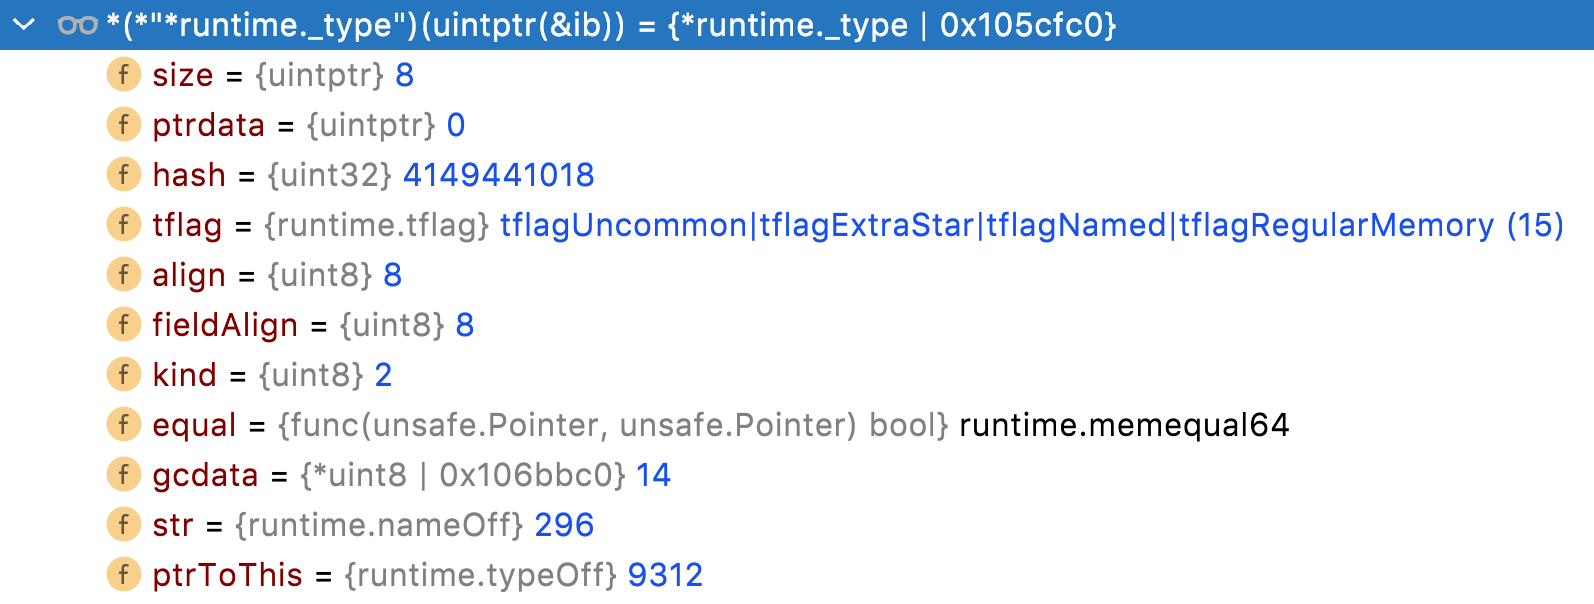 *(*"*runtime._type")(uintptr(&ib)) = {*runtime._type | 0x105cfc0}
f size = {uintptr} 8
f ptrdata = {uintptr} 0
f hash = {uint32} 4149441018
f tflag = {runtime.tflag} tflagUncommon|tflagExtraStar|tflagNamed|tflagRegularMemory (15)
f align = {uint8} 8
f fieldAlign = {uint8} 8
f kind = {uint8} 2
f equal = {func(unsafe.Pointer, unsafe.Pointer) bool} runtime.memequal64
f gcdata = {*uint8 | 0x106bbc0} 14
f str = {runtime.nameOff} 296
f ptrToThis = {runtime.typeOff} 9312